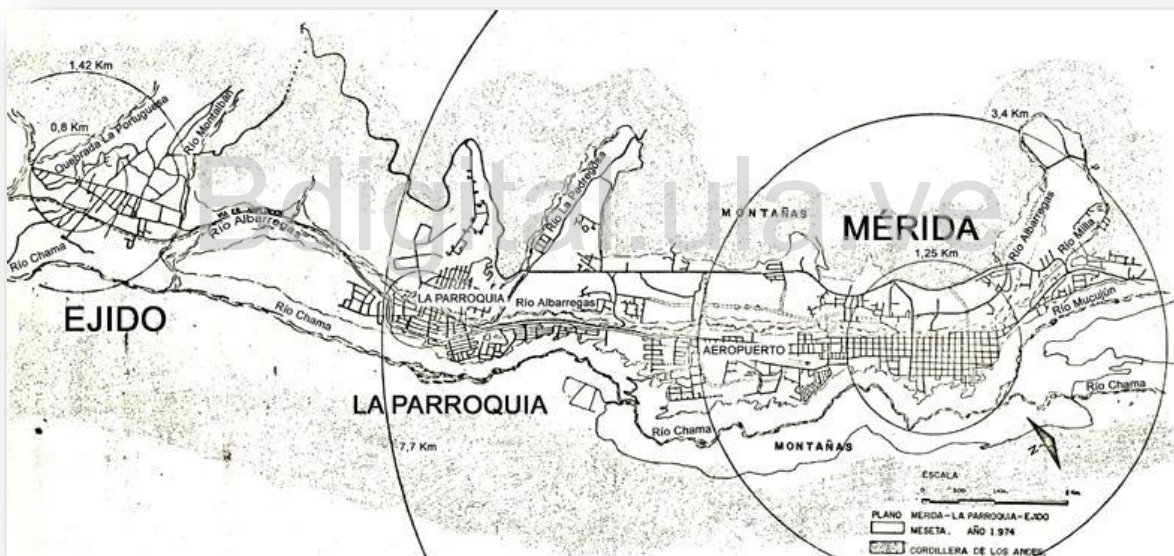 1,42 Km
0,8 Km
Quebrada La Portuguesa
Río Montalbán
Río Albarregas
Río Chama
EJIDO
Río Chama
Bdigital.ula.ve
Río La Pedregosa
LA PARROQUIA
Río Albarregas
LA PARROQUIA
7,7 Km
MONTAÑAS
MÉRIDA
1,25 Km
3,4 Km
Río Albarregas
Río Milla
Río Mucujún
AEROPUERTO
Río Chama
Río Chama
MONTAÑAS
N
ESCALA
PLANO MERIDA-LA PARROQUIA-EJIDO
MESETA. AÑO 1.974
CORDILLERA DE LOS ANDES